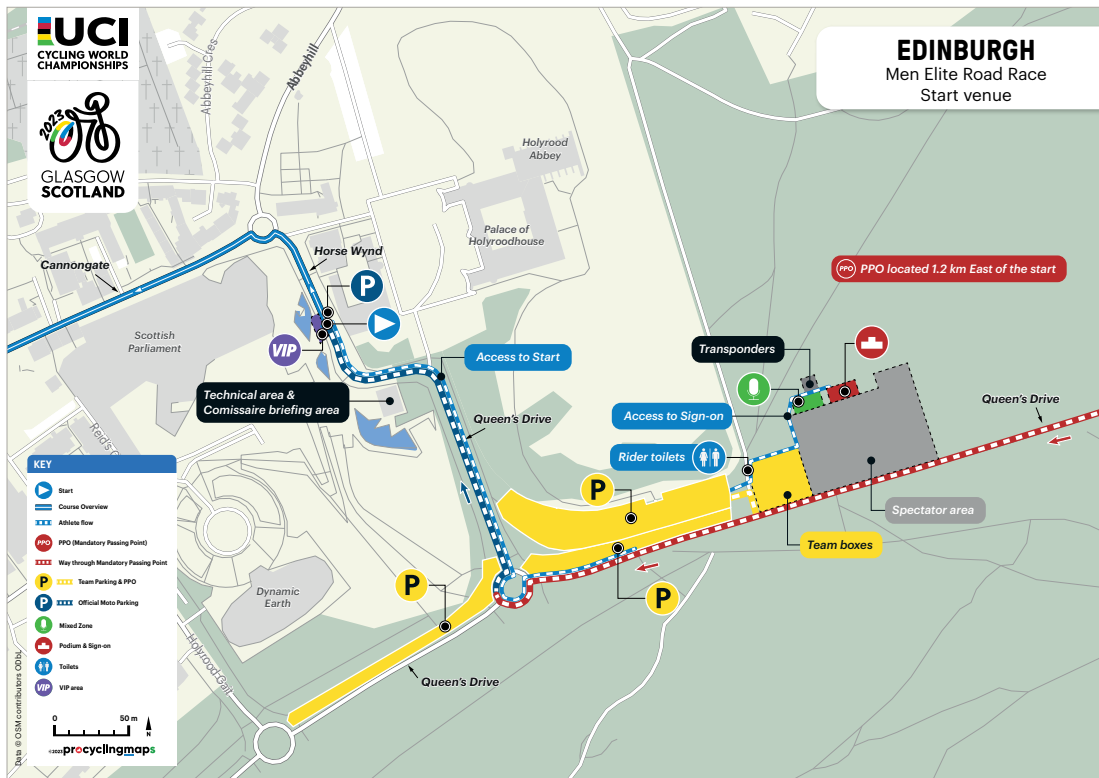 UCI
CYCLING WORLD
CHAMPIONSHIPS
2023
GLASGOW
SCOTLAND
EDINBURGH
Men Elite Road Race
Start venue
Abbeyhill Cres
Abbeyhill
Holyrood
Abbey
Palace of
Holyroodhouse
Horse Wynd
Cannongate
P
PPO PPO located 1.2 km East of the start
Scottish
Parliament
VIP
Transponders
Access to Start
Technical area &
Comissaire briefing area
Queen's Drive
Access to Sign-on
Queen's Drive
Reid's
Rider toilets
P
Spectator area
Team boxes
P
P
Dynamic
Earth
Holyrood Gait
Queen's Drive
KEY
Start
Course Overview
Athlete flow
PPO PPO (Mandatory Passing Point)
Way through Mandatory Passing Point
P Team Parking & PPO
P Official Moto Parking
Mixed Zone
Podium & Sign-on
Toilets
VIP VIP area
0 50 m
N
©2023 procyclingmaps
Data @ OSM contributors ODbL